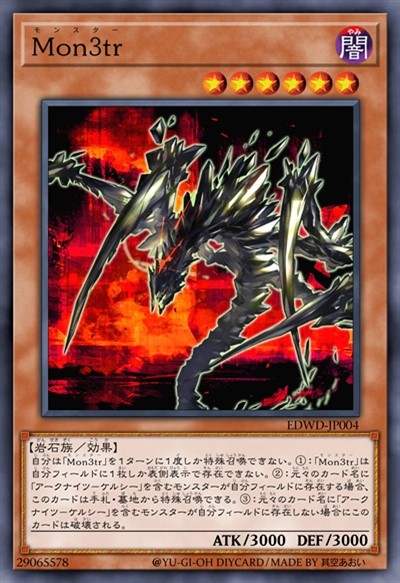 モンスター
Mon3tr
やみ
闇
EDWD-JP004
【岩石族／効果】
自分は「Mon3tr」を1ターンに1度しか特殊召喚できない。①：「Mon3tr」は
自分フィールドに1枚しか表側表示で存在できない。②：元々のカード名に
「アークナイツーケルシー」を含むモンスターが自分フィールドに存在する場合、
このカードは手札・墓地から特殊召喚できる。③：元々のカード名に「アーク
ナイツーケルシー」を含むモンスターが自分フィールドに存在しない場合にこの
カードは破壊される。
ATK/3000 DEF/3000
29065578 @YU-GI-OH DIYCARD/MADE BY 其空あおい